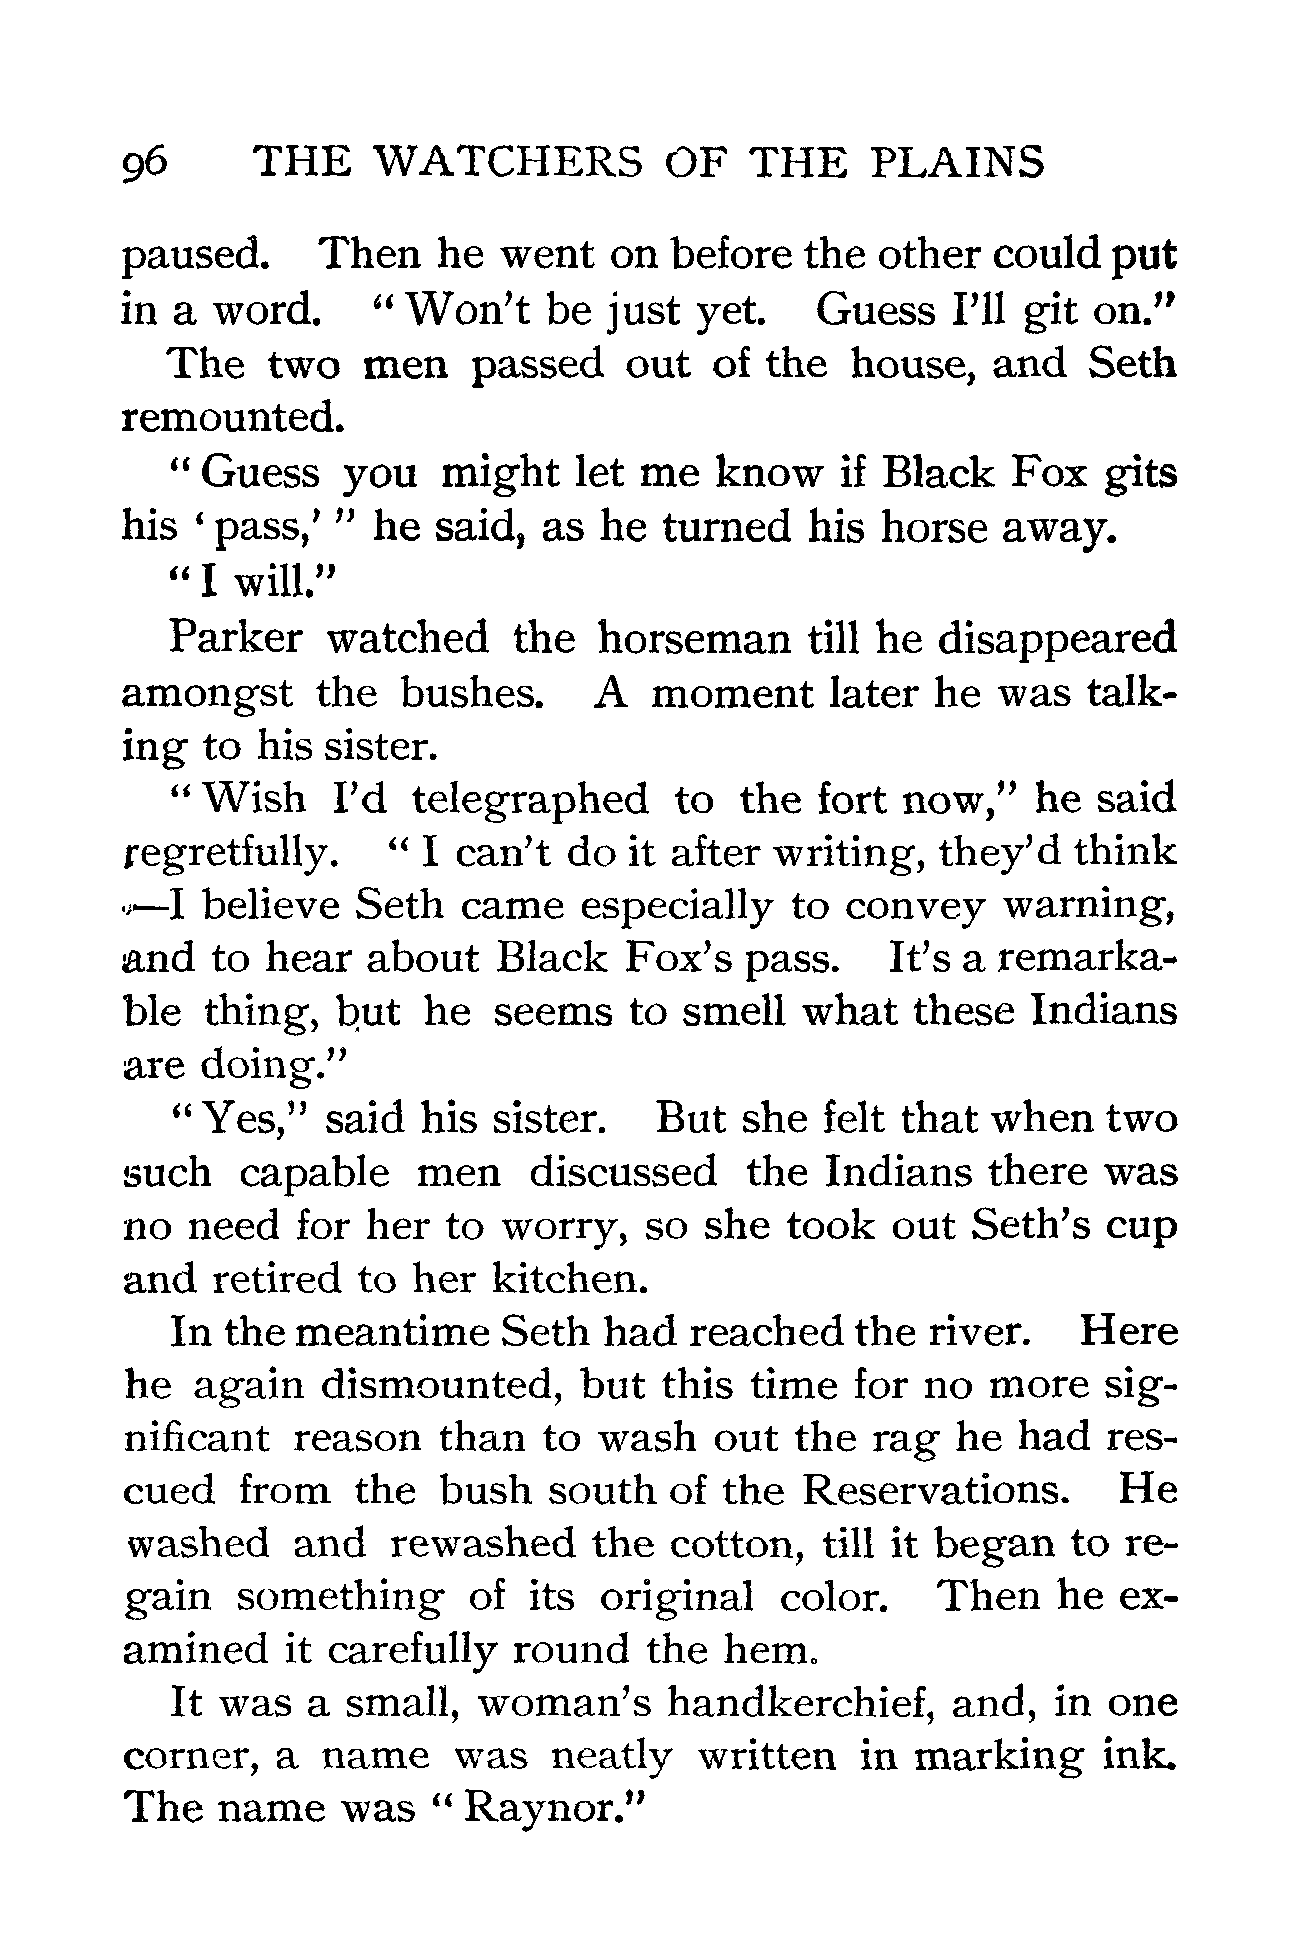 96 THE WATCHERS OF THE PLAINS
paused. Then he went on before the other could put
in a word. “ Won’t be just yet. Guess I’ll git on.”
The two men passed out of the house, and Seth
remounted.
“ Guess you might let me know if Black Fox gits
his ‘ pass,’ ” he said, as he turned his horse away.
“ I will.”
Parker watched the horseman till he disappeared
amongst the bushes. A moment later he was talk-
ing to his sister.
“ Wish I’d telegraphed to the fort now,” he said
regretfully. “ I can’t do it after writing, they’d think
—I believe Seth came especially to convey warning,
and to hear about Black Fox’s pass. It’s a remarka-
ble thing, but he seems to smell what these Indians
are doing.”
“ Yes,” said his sister. But she felt that when two
such capable men discussed the Indians there was
no need for her to worry, so she took out Seth’s cup
and retired to her kitchen.
In the meantime Seth had reached the river. Here
he again dismounted, but this time for no more sig-
nificant reason than to wash out the rag he had res-
cued from the bush south of the Reservations. He
washed and rewashed the cotton, till it began to re-
gain something of its original color. Then he ex-
amined it carefully round the hem.
It was a small, woman’s handkerchief, and, in one
corner, a name was neatly written in marking ink.
The name was “ Raynor.”